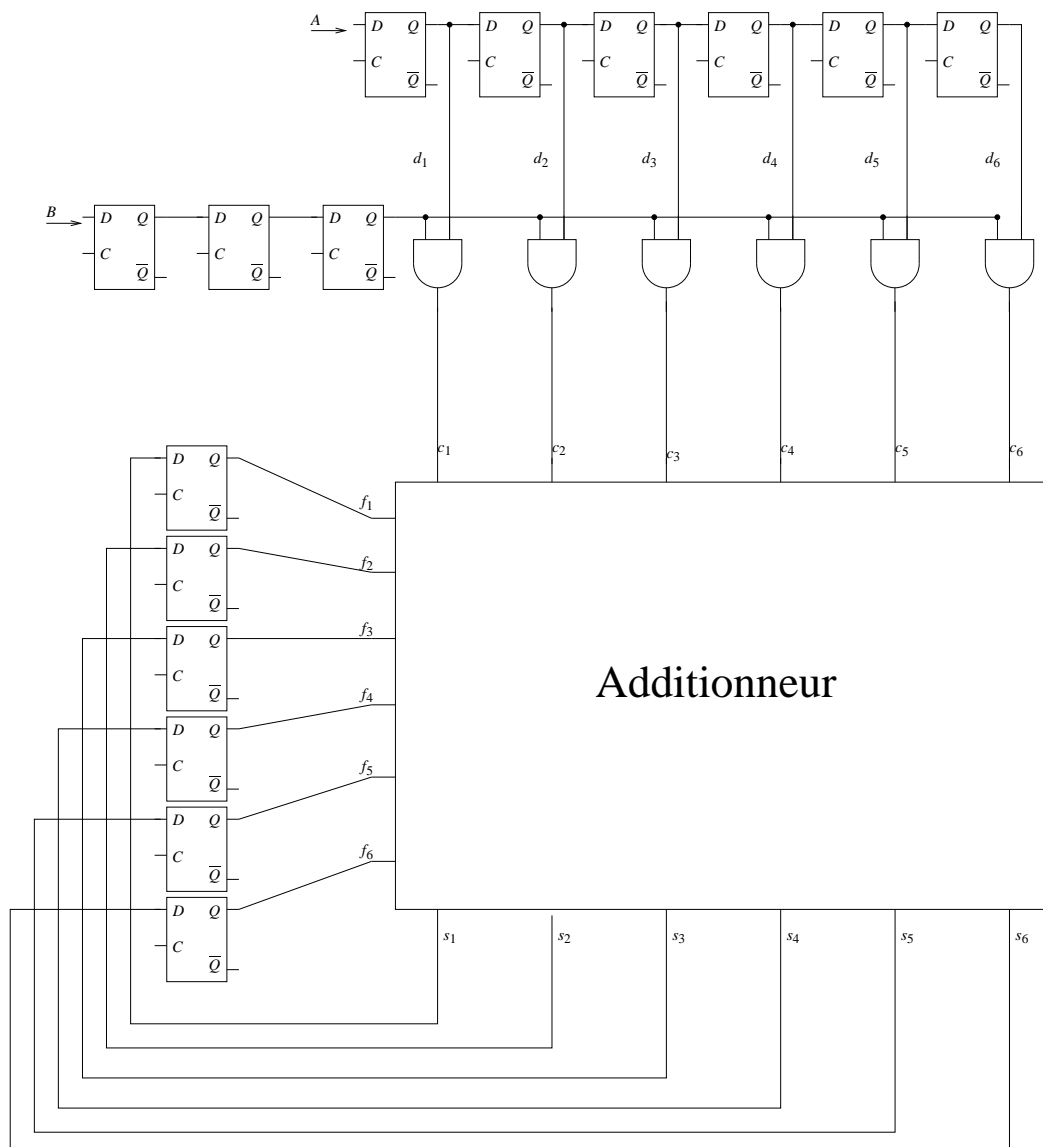 A
D Q D Q D Q D Q D Q D Q
C C C C C C
Q̅ Q̅ Q̅ Q̅ Q̅ Q̅
d₁ d₂ d₃ d₄ d₅ d₆
B
D Q D Q D Q
C C C
Q̅ Q̅ Q̅
c₁ c₂ c₃ c₄ c₅ c₆
D Q
C
Q̅
f₁
D Q
C
Q̅
f₂
D Q
C
Q̅
f₃
Additionneur
D Q
C
Q̅
f₄
D Q
C
Q̅
f₅
D Q
C
Q̅
f₆
s₁ s₂ s₃ s₄ s₅ s₆